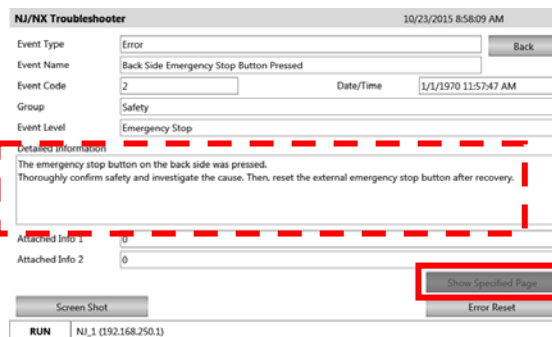 NJ/NX Troubleshooter 10/23/2015 8:58:09 AM
Event Type Error Back
Event Name Back Side Emergency Stop Button Pressed
Event Code 2 Date/Time 1/1/1970 11:57:47 AM
Group Safety
Event Level Emergency Stop
Detailed Information
The emergency stop button on the back side was pressed.
Thoroughly confirm safety and investigate the cause. Then, reset the external emergency stop button after recovery.
Attached Info 1 0
Attached Info 2 0
Show Specified Page
Screen Shot Error Reset
RUN NJ_1 (192.168.250.1)